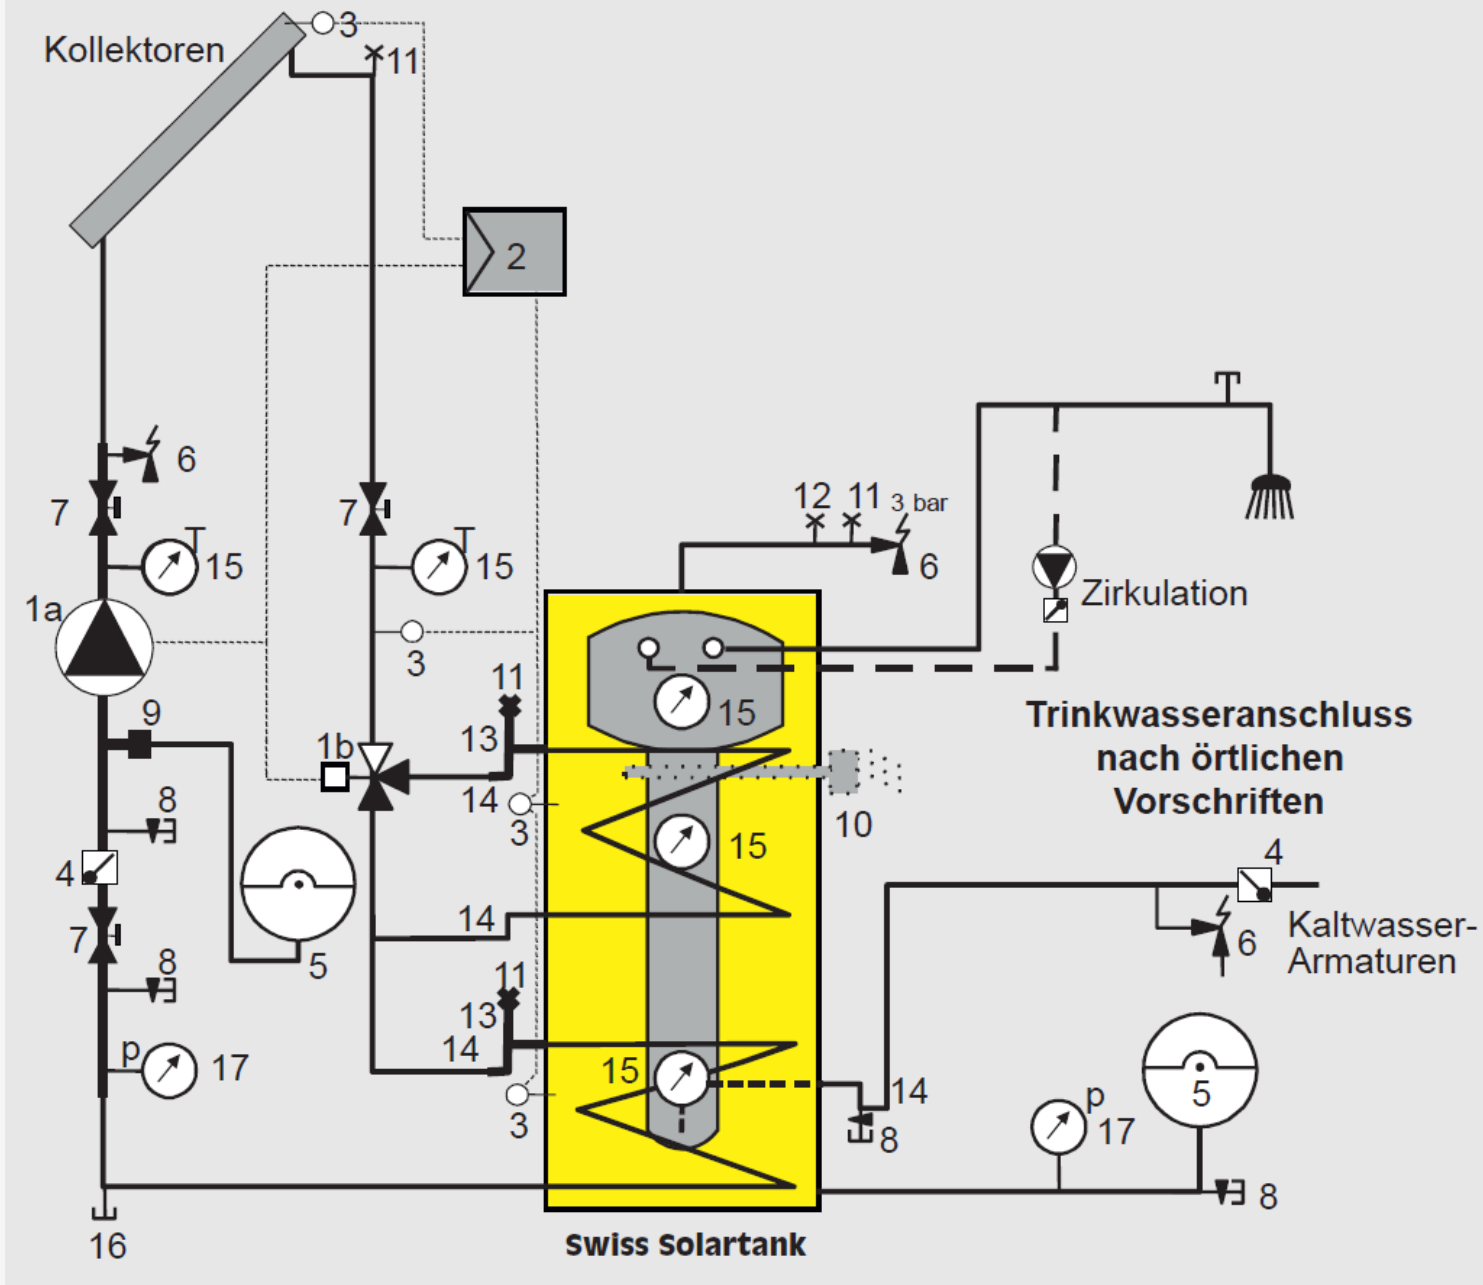 3
Kollektoren
11
2
6
7
7
T
15
T
15
1a
3
12
11
3 bar
6
Zirkulation
11
15
9
13
1b
Trinkwasseranschluss
nach örtlichen
Vorschriften
8
14
3
10
15
4
4
14
Kaltwasser-
Armaturen
6
7
8
5
11
13
14
p
17
15
14
p
17
5
3
8
8
16
Swiss Solartank